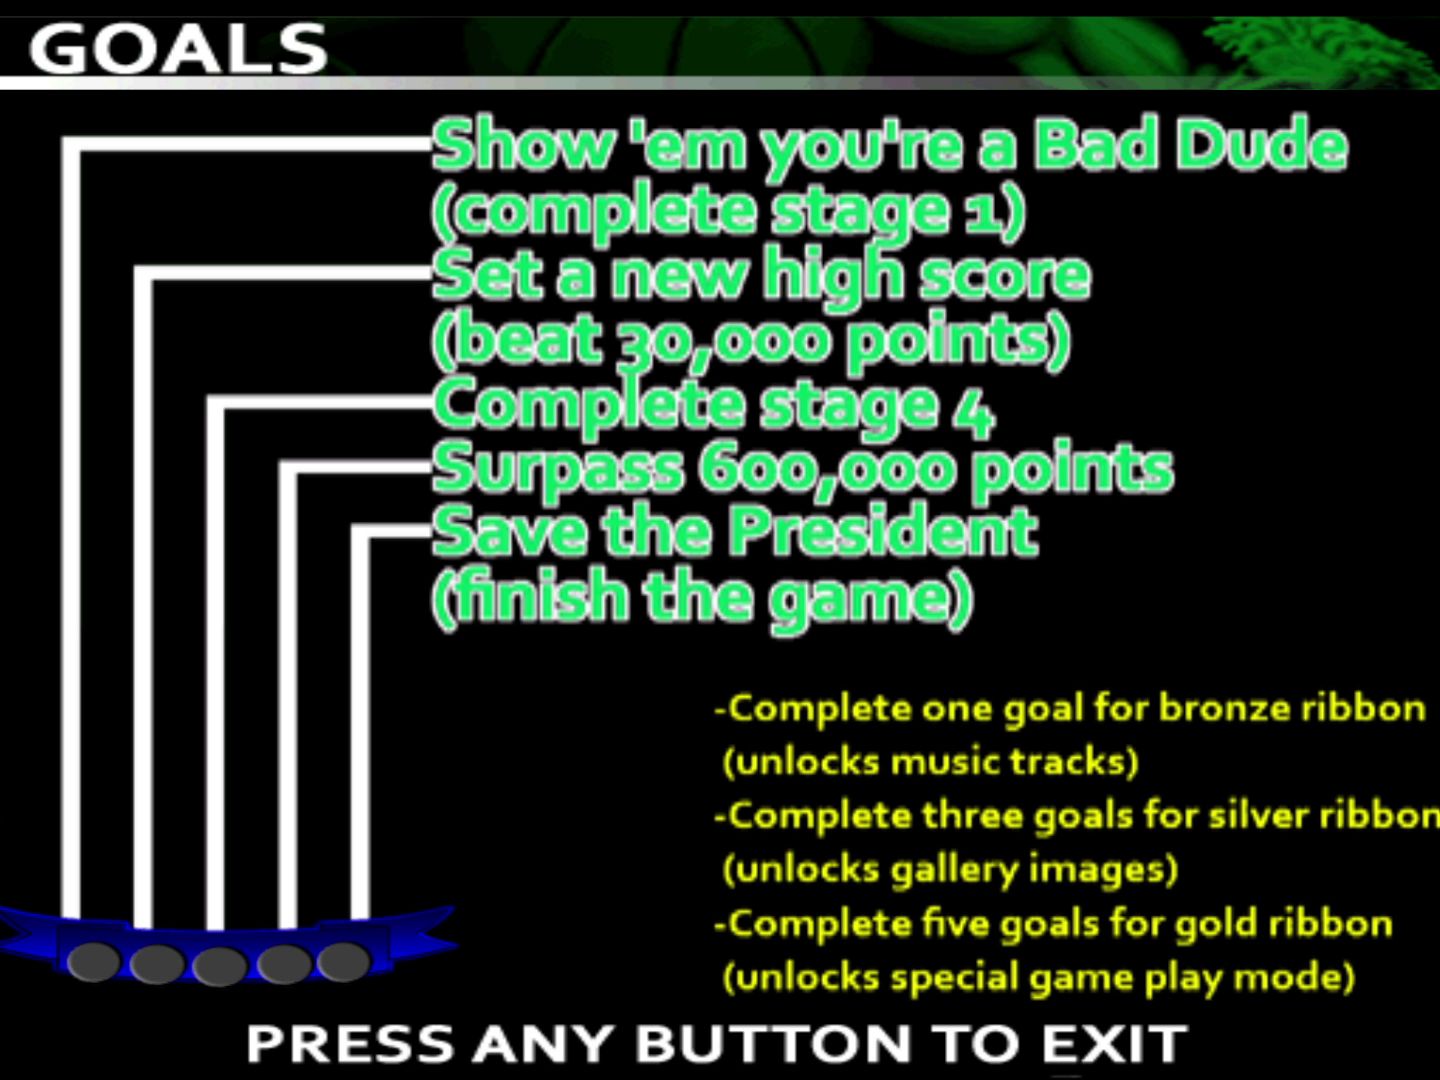 GOALS
Show 'em you're a Bad Dude
(complete stage 1)
Set a new high score
(beat 30,000 points)
Complete stage 4
Surpass 600,000 points
Save the President
(finish the game)
-Complete one goal for bronze ribbon
(unlocks music tracks)
-Complete three goals for silver ribbon
(unlocks gallery images)
-Complete five goals for gold ribbon
(unlocks special game play mode)
PRESS ANY BUTTON TO EXIT